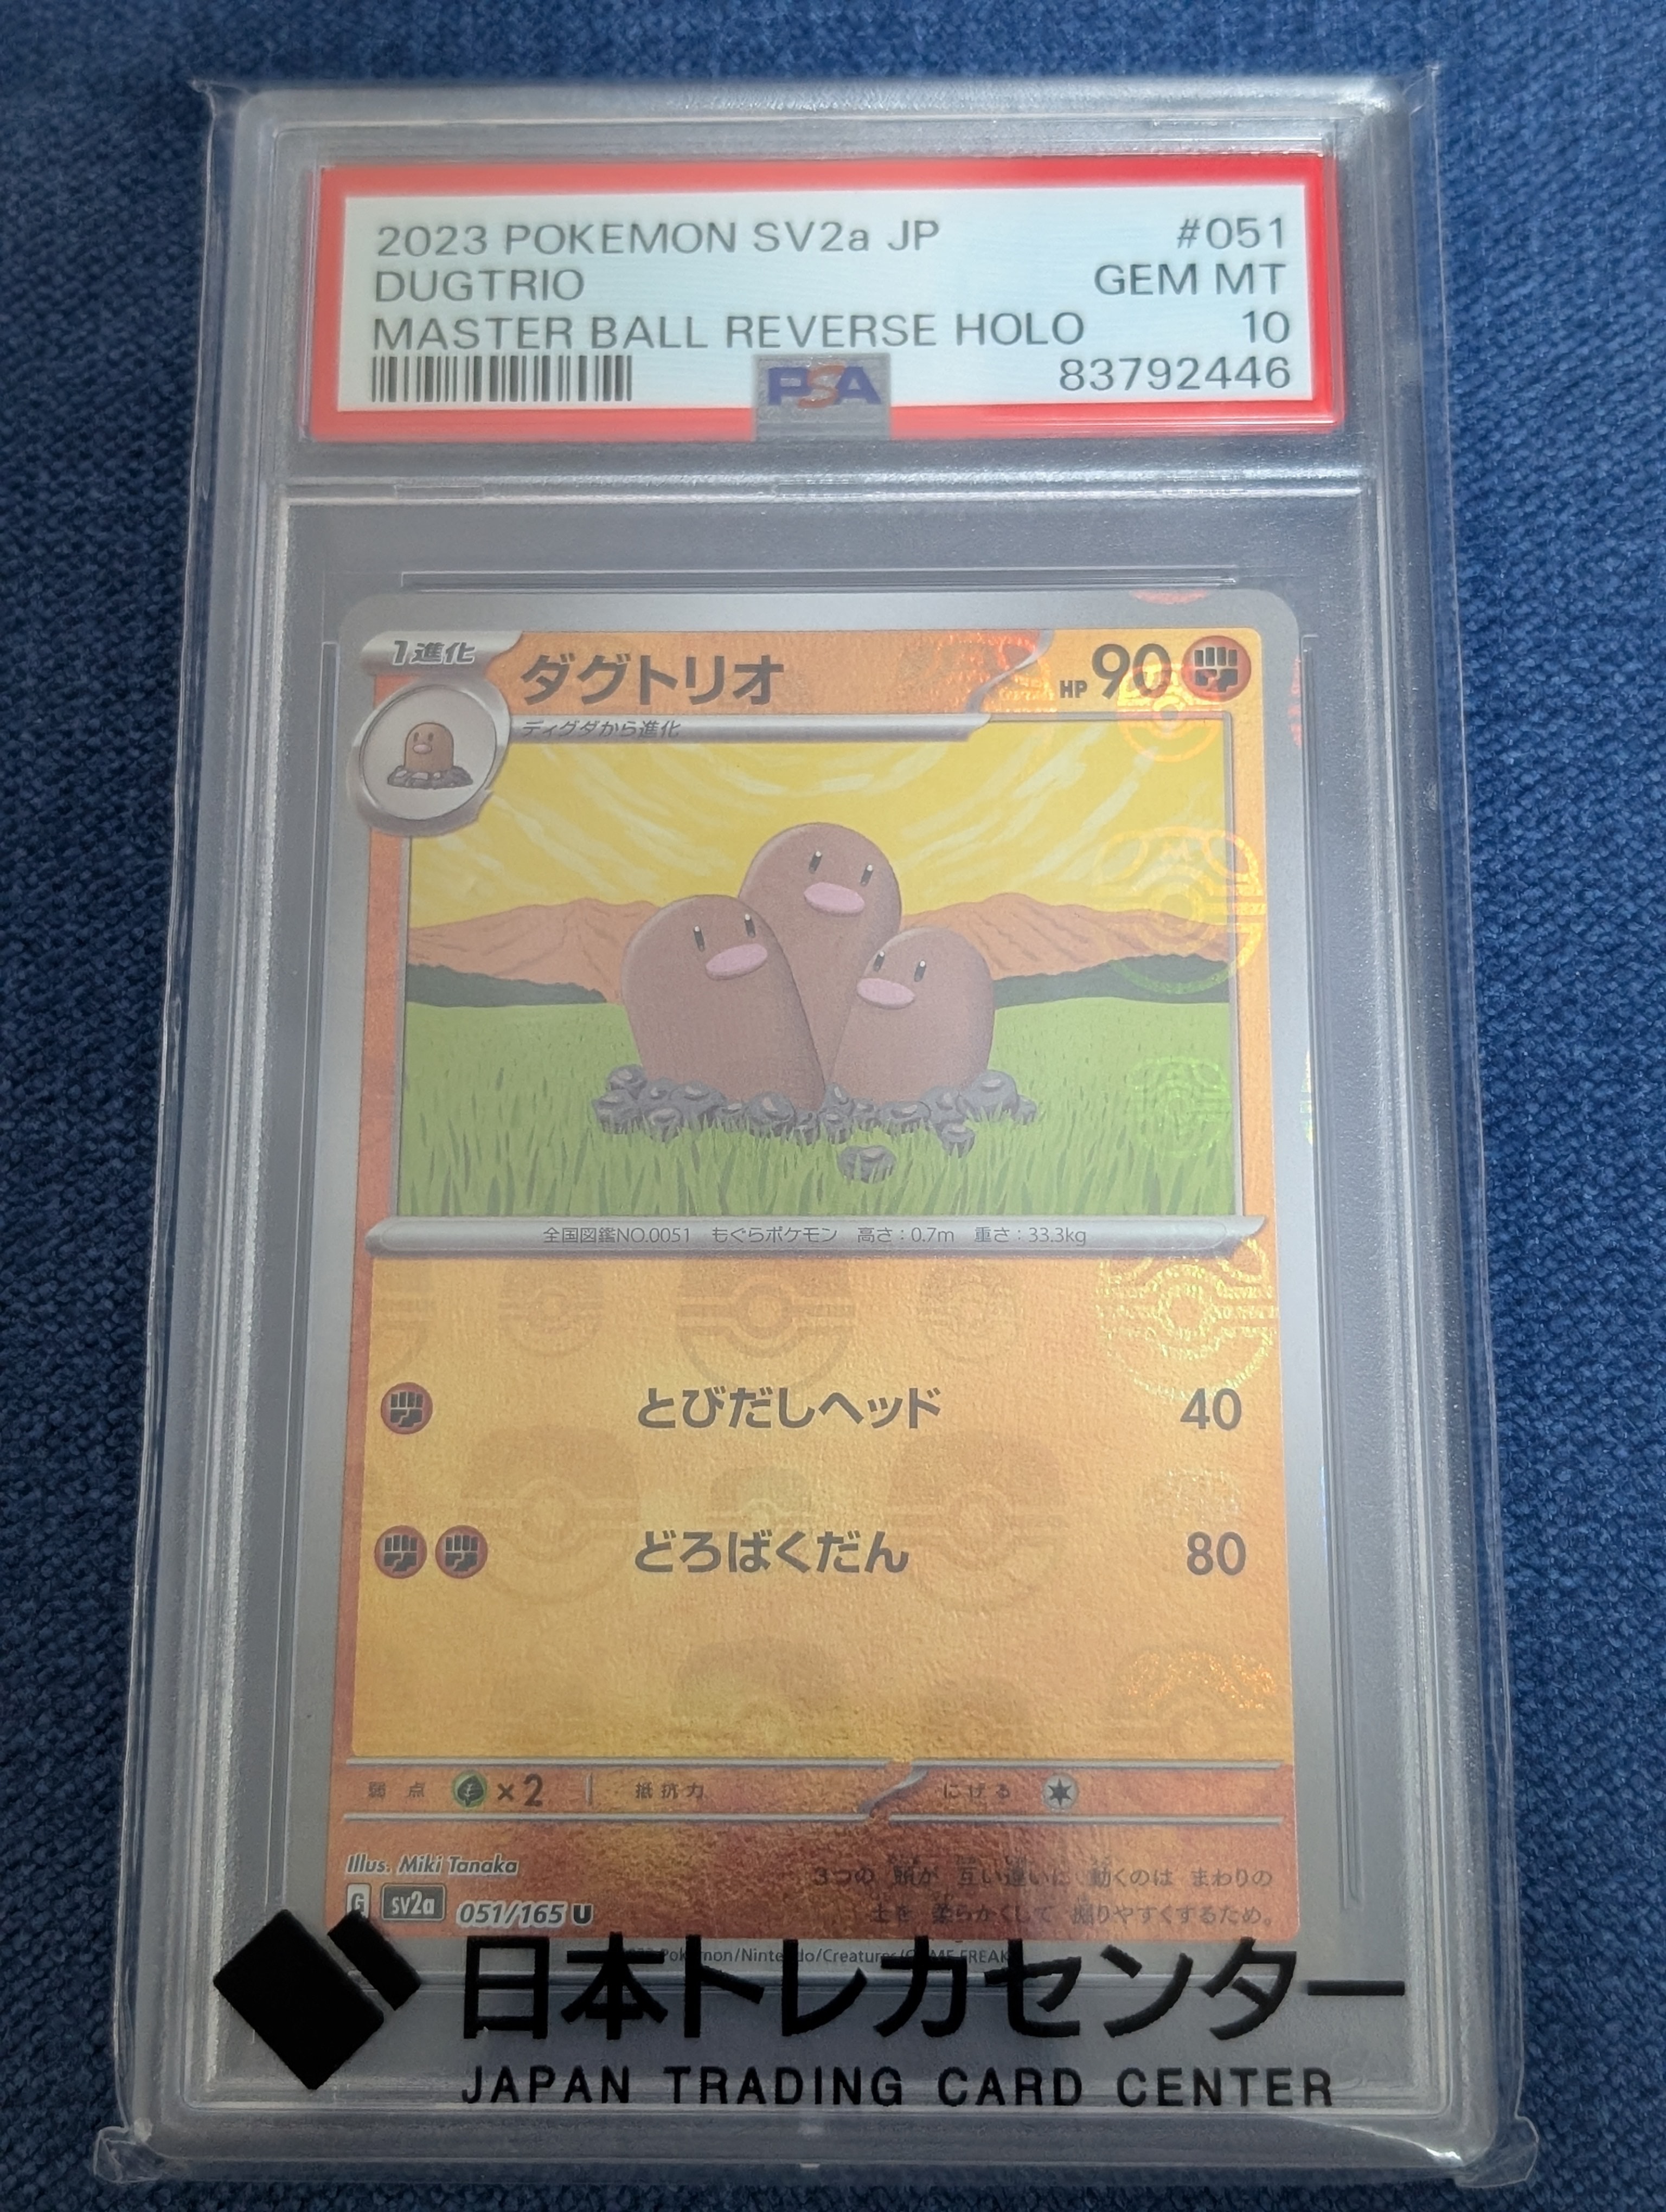 2023 POKEMON SV2a JP #051
DUGTRIO GEM MT
MASTER BALL REVERSE HOLO 10
PSA 83792446
1進化 ダグトリオ HP 90
ディグダから進化
全国図鑑NO.0051 もぐらポケモン 高さ:0.7m 重さ:33.3kg
とびだしヘッド 40
どろばくだん 80
弱点 ×2 抵抗力 にげる
Illus. Miki Tanaka
3つの 頭が 互い違いに 動くのは まわりの
土を 柔らかくして 掘りやすくするため。
G sv2a 051/165 U
Pokémon/Nintendo/Creatures/GAME FREAK
日本トレカセンター
JAPAN TRADING CARD CENTER